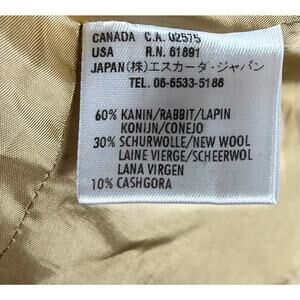 CANADA C.A. 02575
USA R.N. 61891
JAPAN (株)エスカーダ・ジャパン
TEL. 06-6533-5188
60% KANIN/RABBIT/LAPIN
KONIJN/CONEJO
30% SCHURWOLLE/NEW WOOL
LAINE VIERGE/SCHEERWOL
LANA VIRGEN
10% CASHGORA